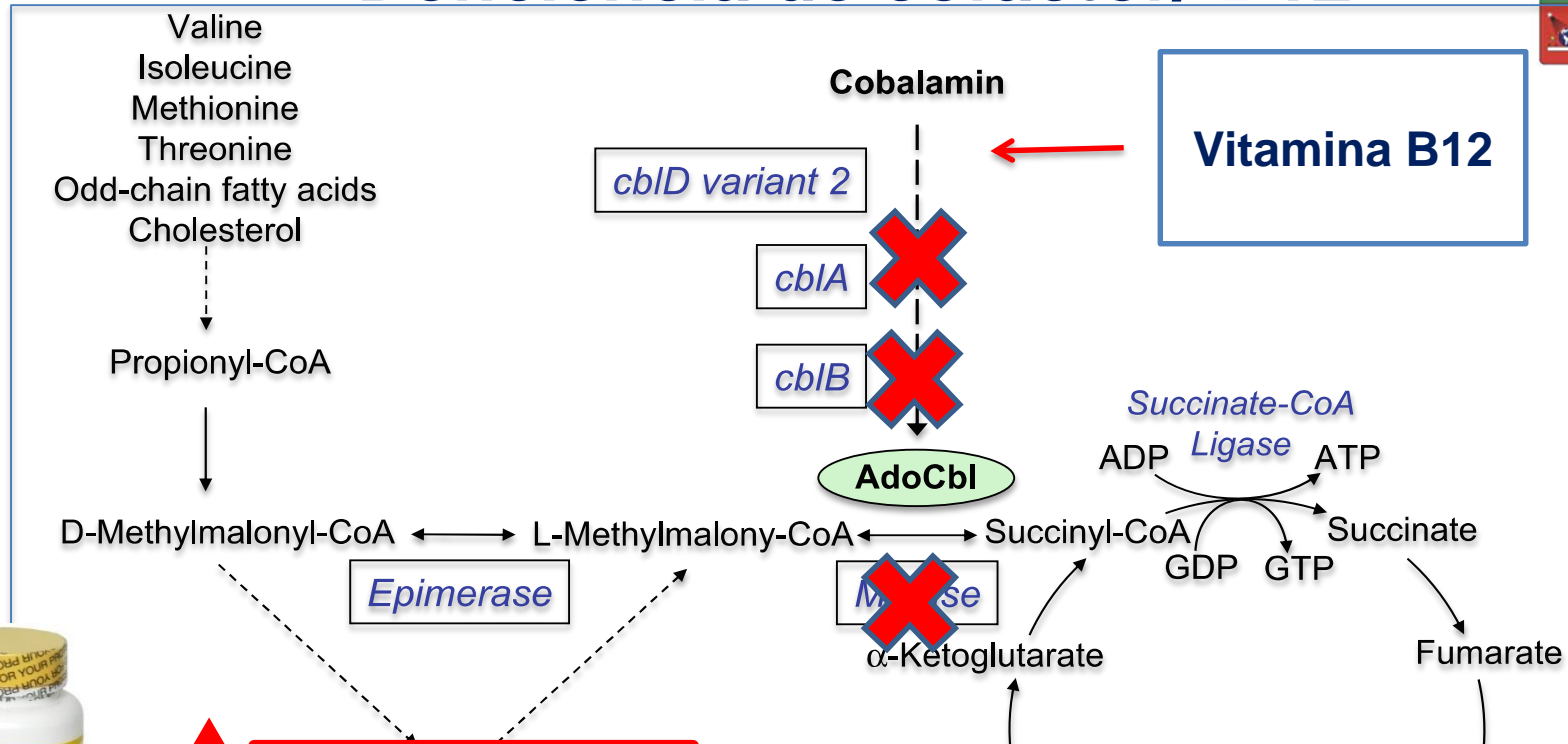 Valine
Isoleucine
Methionine
Threonine
Odd-chain fatty acids
Cholesterol
Cobalamin
Vitamina B12
cblD variant 2
cblA
cblB
Propionyl-CoA
AdoCbl
Succinate-CoA
Ligase
ADP
ATP
D-Methylmalonyl-CoA
L-Methylmalony-CoA
Succinyl-CoA
Succinate
GDP
GTP
Epimerase
α-Ketoglutarate
Fumarate